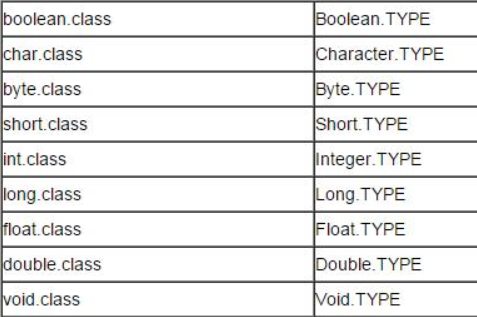 boolean.class Boolean.TYPE
char.class Character.TYPE
byte.class Byte.TYPE
short.class Short.TYPE
int.class Integer.TYPE
long.class Long.TYPE
float.class Float.TYPE
double.class Double.TYPE
void.class Void.TYPE